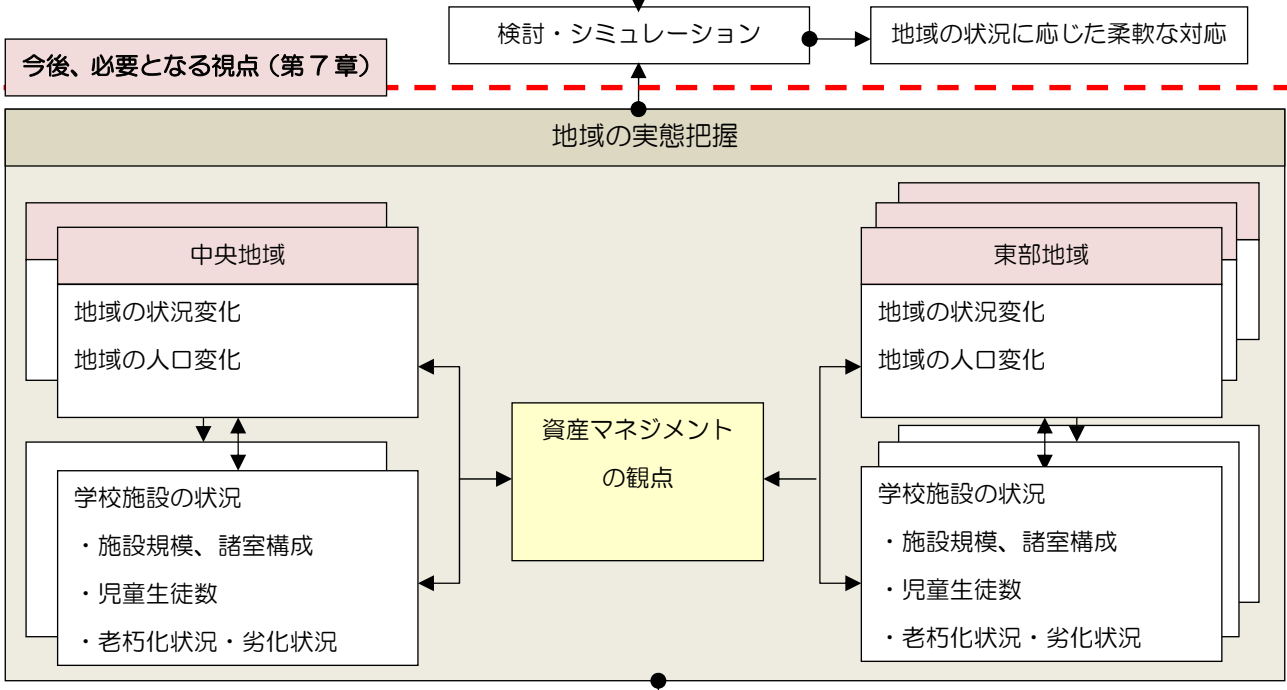 検討・シミュレーション
地域の状況に応じた柔軟な対応
今後、必要となる視点（第７章）
地域の実態把握
中央地域
地域の状況変化
地域の人口変化
学校施設の状況
・施設規模、諸室構成
・児童生徒数
・老朽化状況・劣化状況
資産マネジメント
の観点
東部地域
地域の状況変化
地域の人口変化
学校施設の状況
・施設規模、諸室構成
・児童生徒数
・老朽化状況・劣化状況